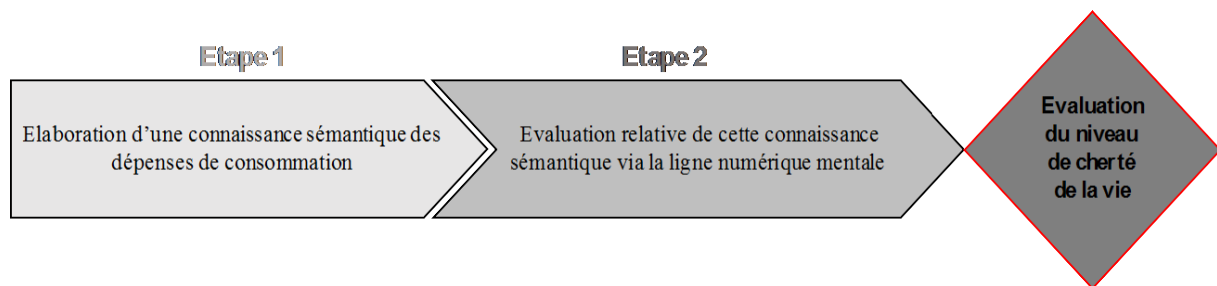 Etape 1
Etape 2
Elaboration d'une connaissance sémantique des
dépenses de consommation
Evaluation relative de cette connaissance
sémantique via la ligne numérique mentale
Evaluation
du niveau
de cherté
de la vie